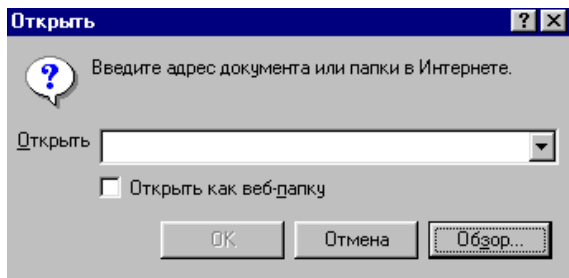 Открыть
Введите адрес документа или папки в Интернете.
Открыть
Открыть как веб-папку
OK
Отмена
Обзор...